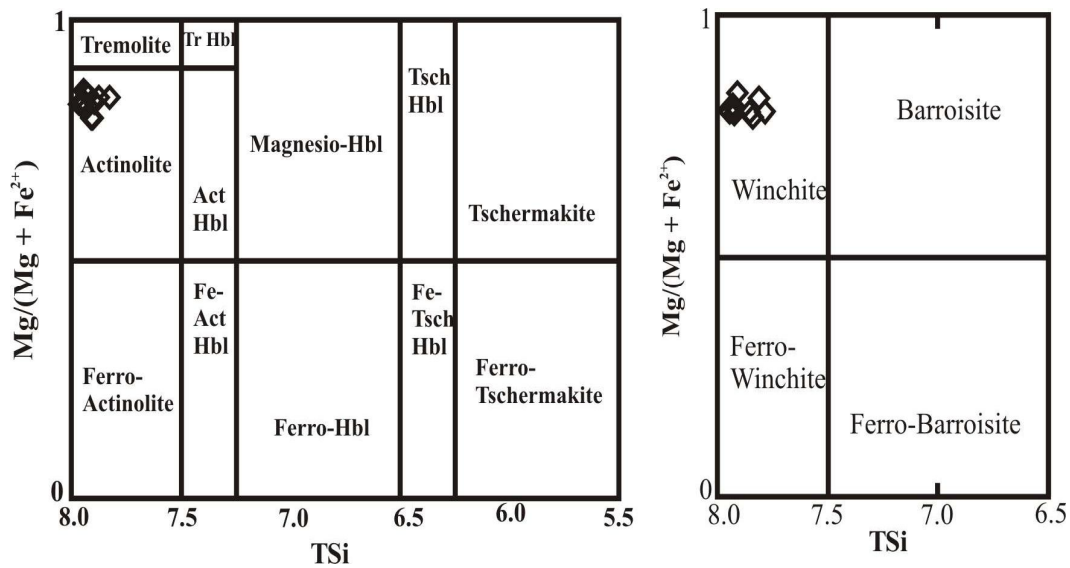 1
Tremolite
Tr Hbl
Tsch
Hbl
Magnesio-Hbl
Actinolite
Act
Hbl
Tschermakite
Fe-
Act
Hbl
Fe-
Tsch
Hbl
Ferro-
Actinolite
Ferro-Hbl
Ferro-
Tschermakite
Mg/(Mg + Fe²⁺)
0
8.0 7.5 7.0 6.5 6.0 5.5
TSi
1
Barroisite
Winchite
Ferro-
Winchite
Ferro-Barroisite
Mg/(Mg + Fe²⁺)
0
8.0 7.5 7.0 6.5
TSi